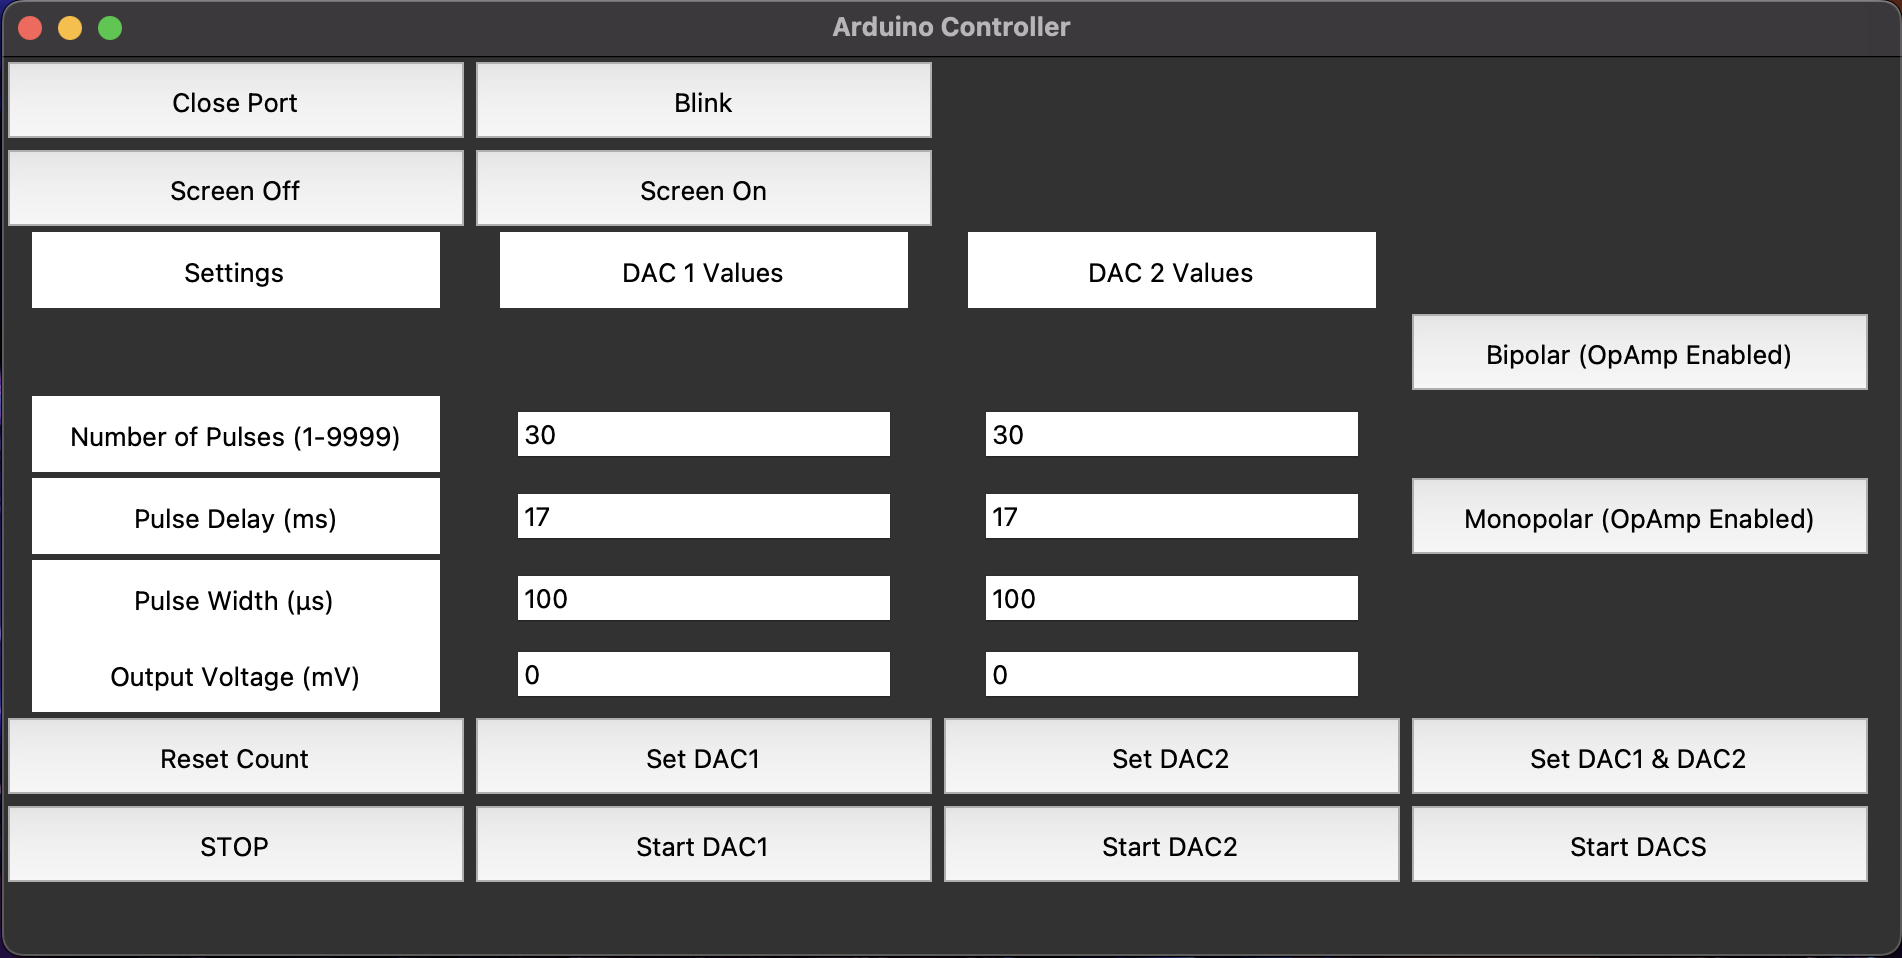 Arduino Controller
Close Port
Blink
Screen Off
Screen On
Settings
DAC 1 Values
DAC 2 Values
Bipolar (OpAmp Enabled)
Number of Pulses (1-9999)
30
30
Pulse Delay (ms)
17
17
Monopolar (OpAmp Enabled)
Pulse Width (µs)
100
100
Output Voltage (mV)
0
0
Reset Count
Set DAC1
Set DAC2
Set DAC1 & DAC2
STOP
Start DAC1
Start DAC2
Start DACS